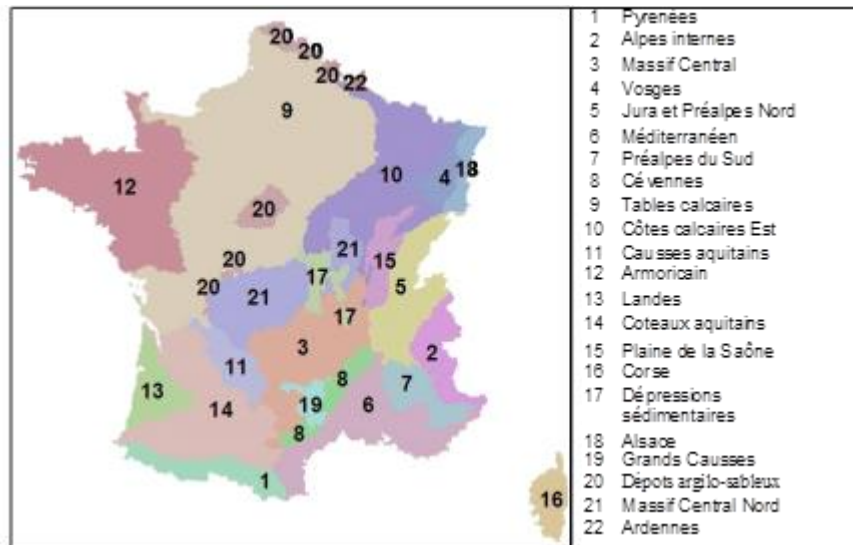 20
20
20
22
9
18
12
10
4
20
21
20
17
15
20
21
5
17
3
2
11
8
7
13
19
6
14
8
1
16
1 Pyrenées
2 Alpes internes
3 Massif Central
4 Vosges
5 Jura et Préalpes Nord
6 Méditerranéen
7 Préalpes du Sud
8 Cévennes
9 Tables calcaires
10 Côtes calcaires Est
11 Causses aquitains
12 Armoricain
13 Landes
14 Coteaux aquitains
15 Plaine de la Saône
16 Corse
17 Dépressions
sédimentaires
18 Alsace
19 Grands Causses
20 Dépots argilo-sableux
21 Massif Central Nord
22 Ardennes